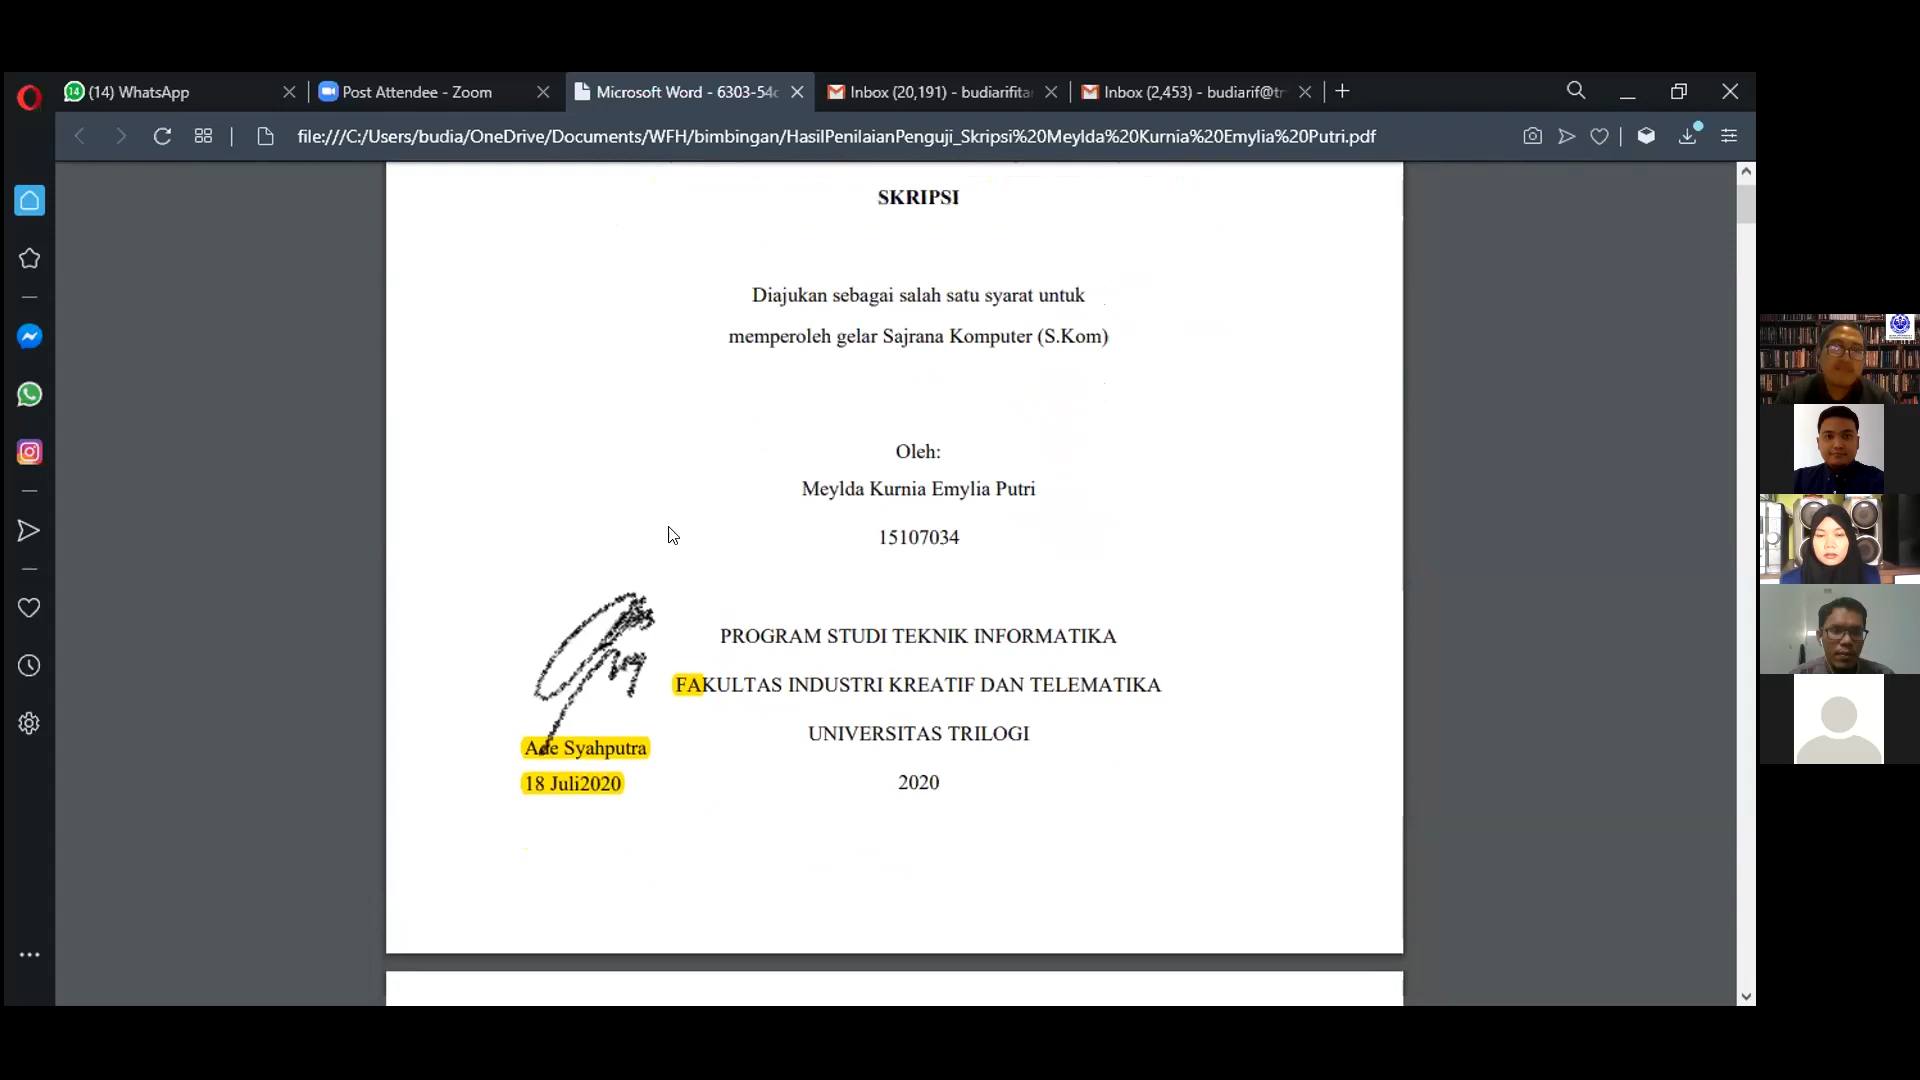 (14) WhatsApp
Post Attendee - Zoom
Microsoft Word - 6303-54
Inbox (20,191) - budiarifita
Inbox (2,453) - budiarif@tr
file:///C:/Users/budia/OneDrive/Documents/WFH/bimbingan/HasilPenilaianPenguji_Skripsi%20Meylda%20Kurnia%20Emylia%20Putri.pdf
SKRIPSI
Diajukan sebagai salah satu syarat untuk
memperoleh gelar Sajrana Komputer (S.Kom)
Oleh:
Meylda Kurnia Emylia Putri
15107034
PROGRAM STUDI TEKNIK INFORMATIKA
FAKULTAS INDUSTRI KREATIF DAN TELEMATIKA
UNIVERSITAS TRILOGI
Ade Syahputra
18 Juli2020
2020